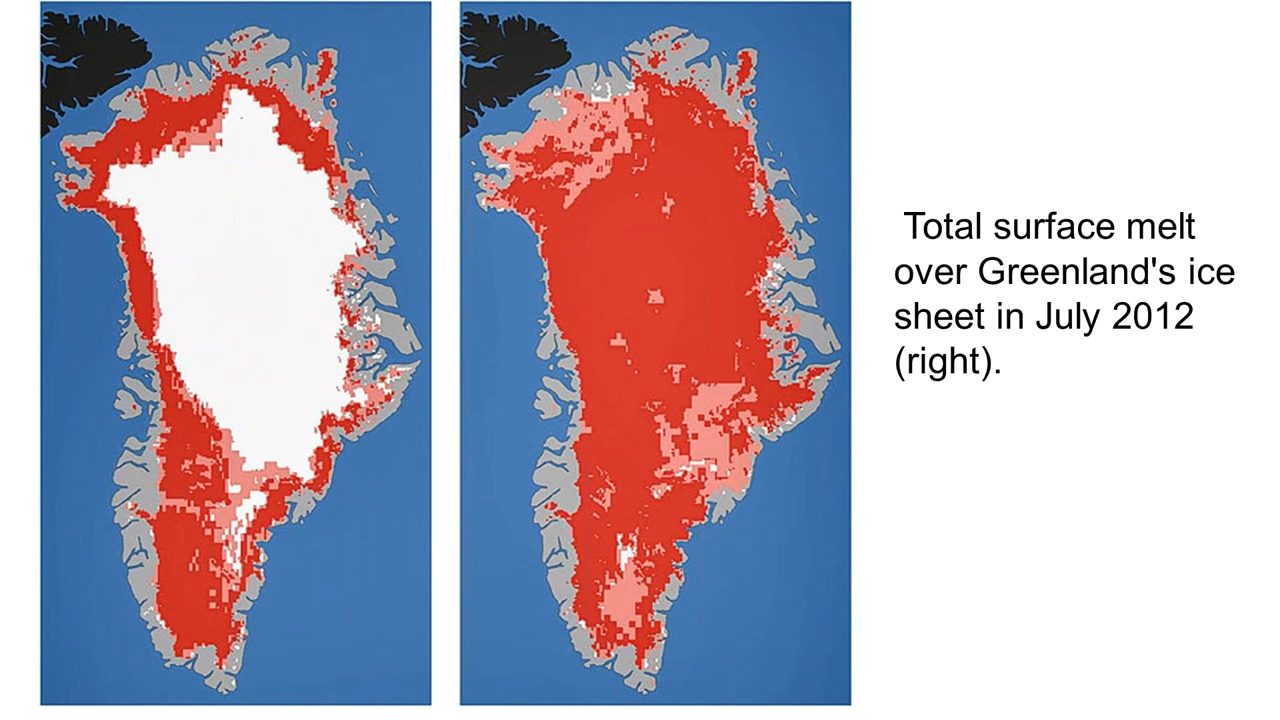 Total surface melt
over Greenland's ice
sheet in July 2012
(right).